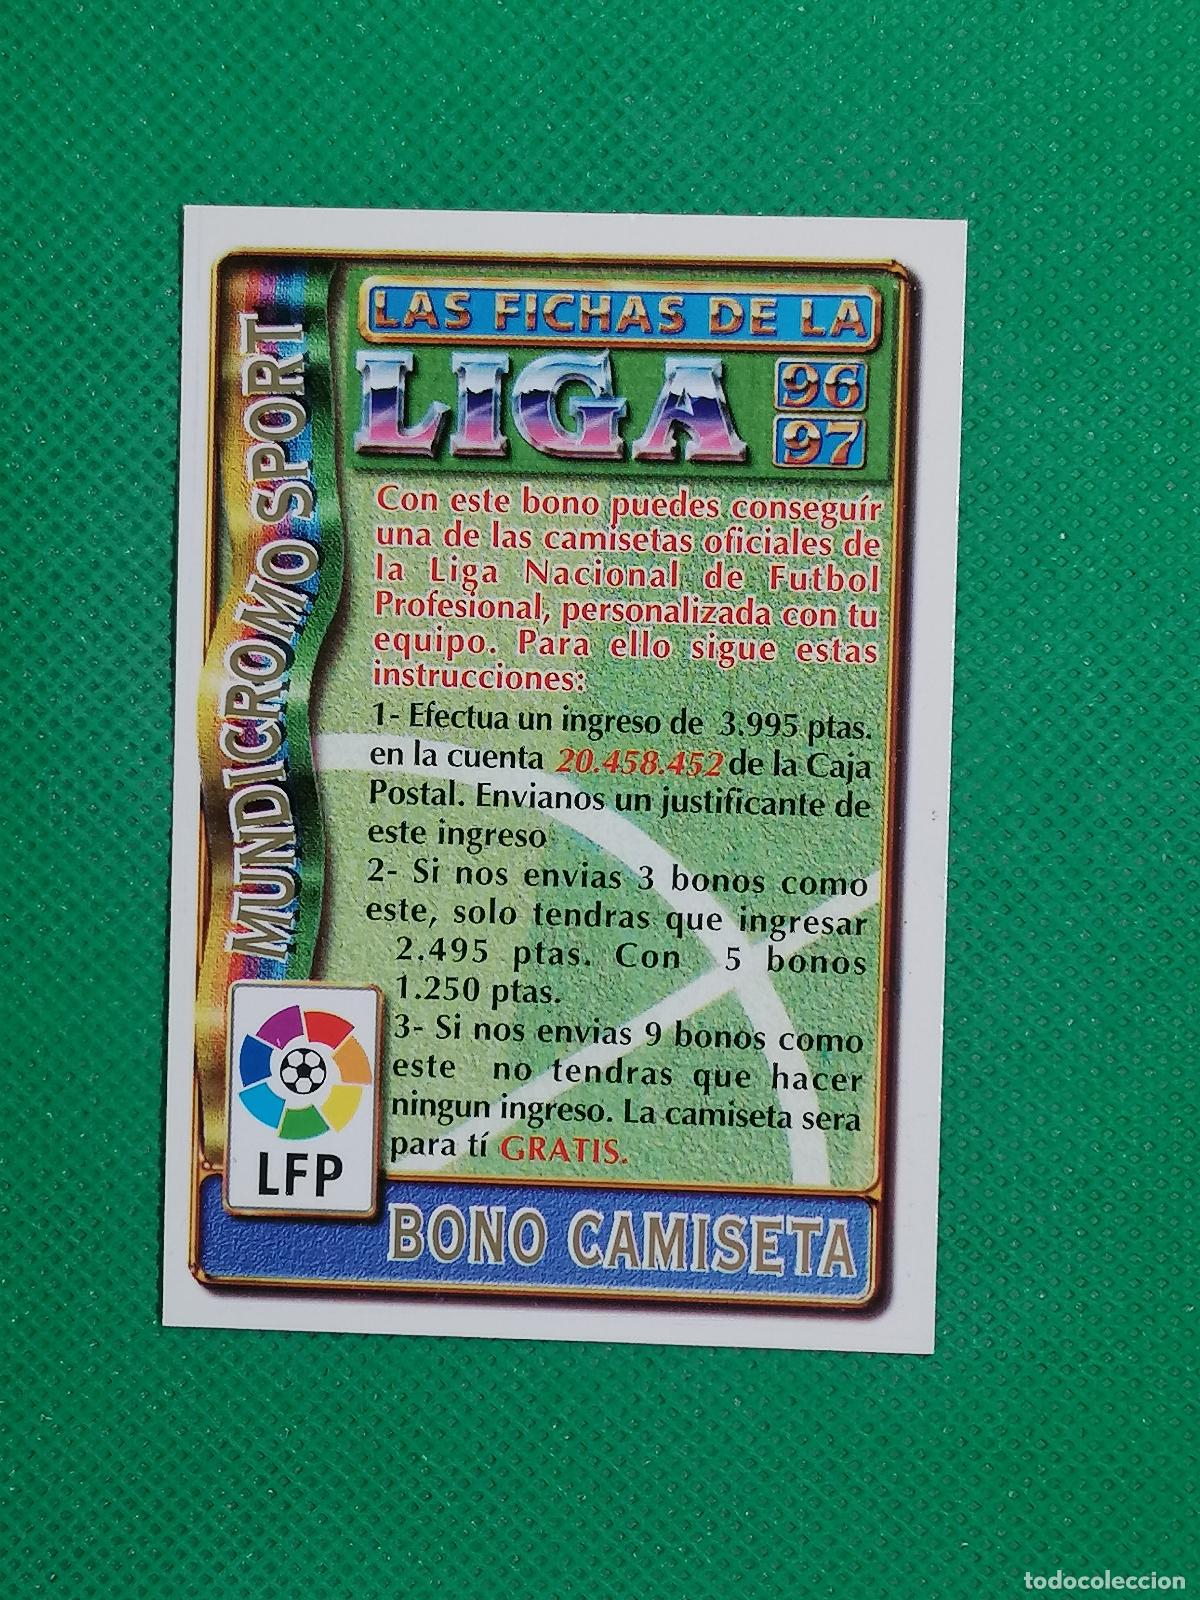 LAS FICHAS DE LA
LIGA
96
97
MUNDICROMO SPORT
Con este bono puedes conseguír
una de las camisetas oficiales de
la Liga Nacional de Futbol
Profesional, personalizada con tu
equipo. Para ello sigue estas
instrucciones:
1- Efectua un ingreso de 3.995 ptas.
en la cuenta 20.458.452 de la Caja
Postal. Envianos un justificante de
este ingreso
2- Si nos envias 3 bonos como
este, solo tendras que ingresar
2.495 ptas. Con 5 bonos
1.250 ptas.
3- Si nos envias 9 bonos como
este no tendras que hacer
ningun ingreso. La camiseta sera
para tí GRATIS.
LFP
BONO CAMISETA
todocoleccion